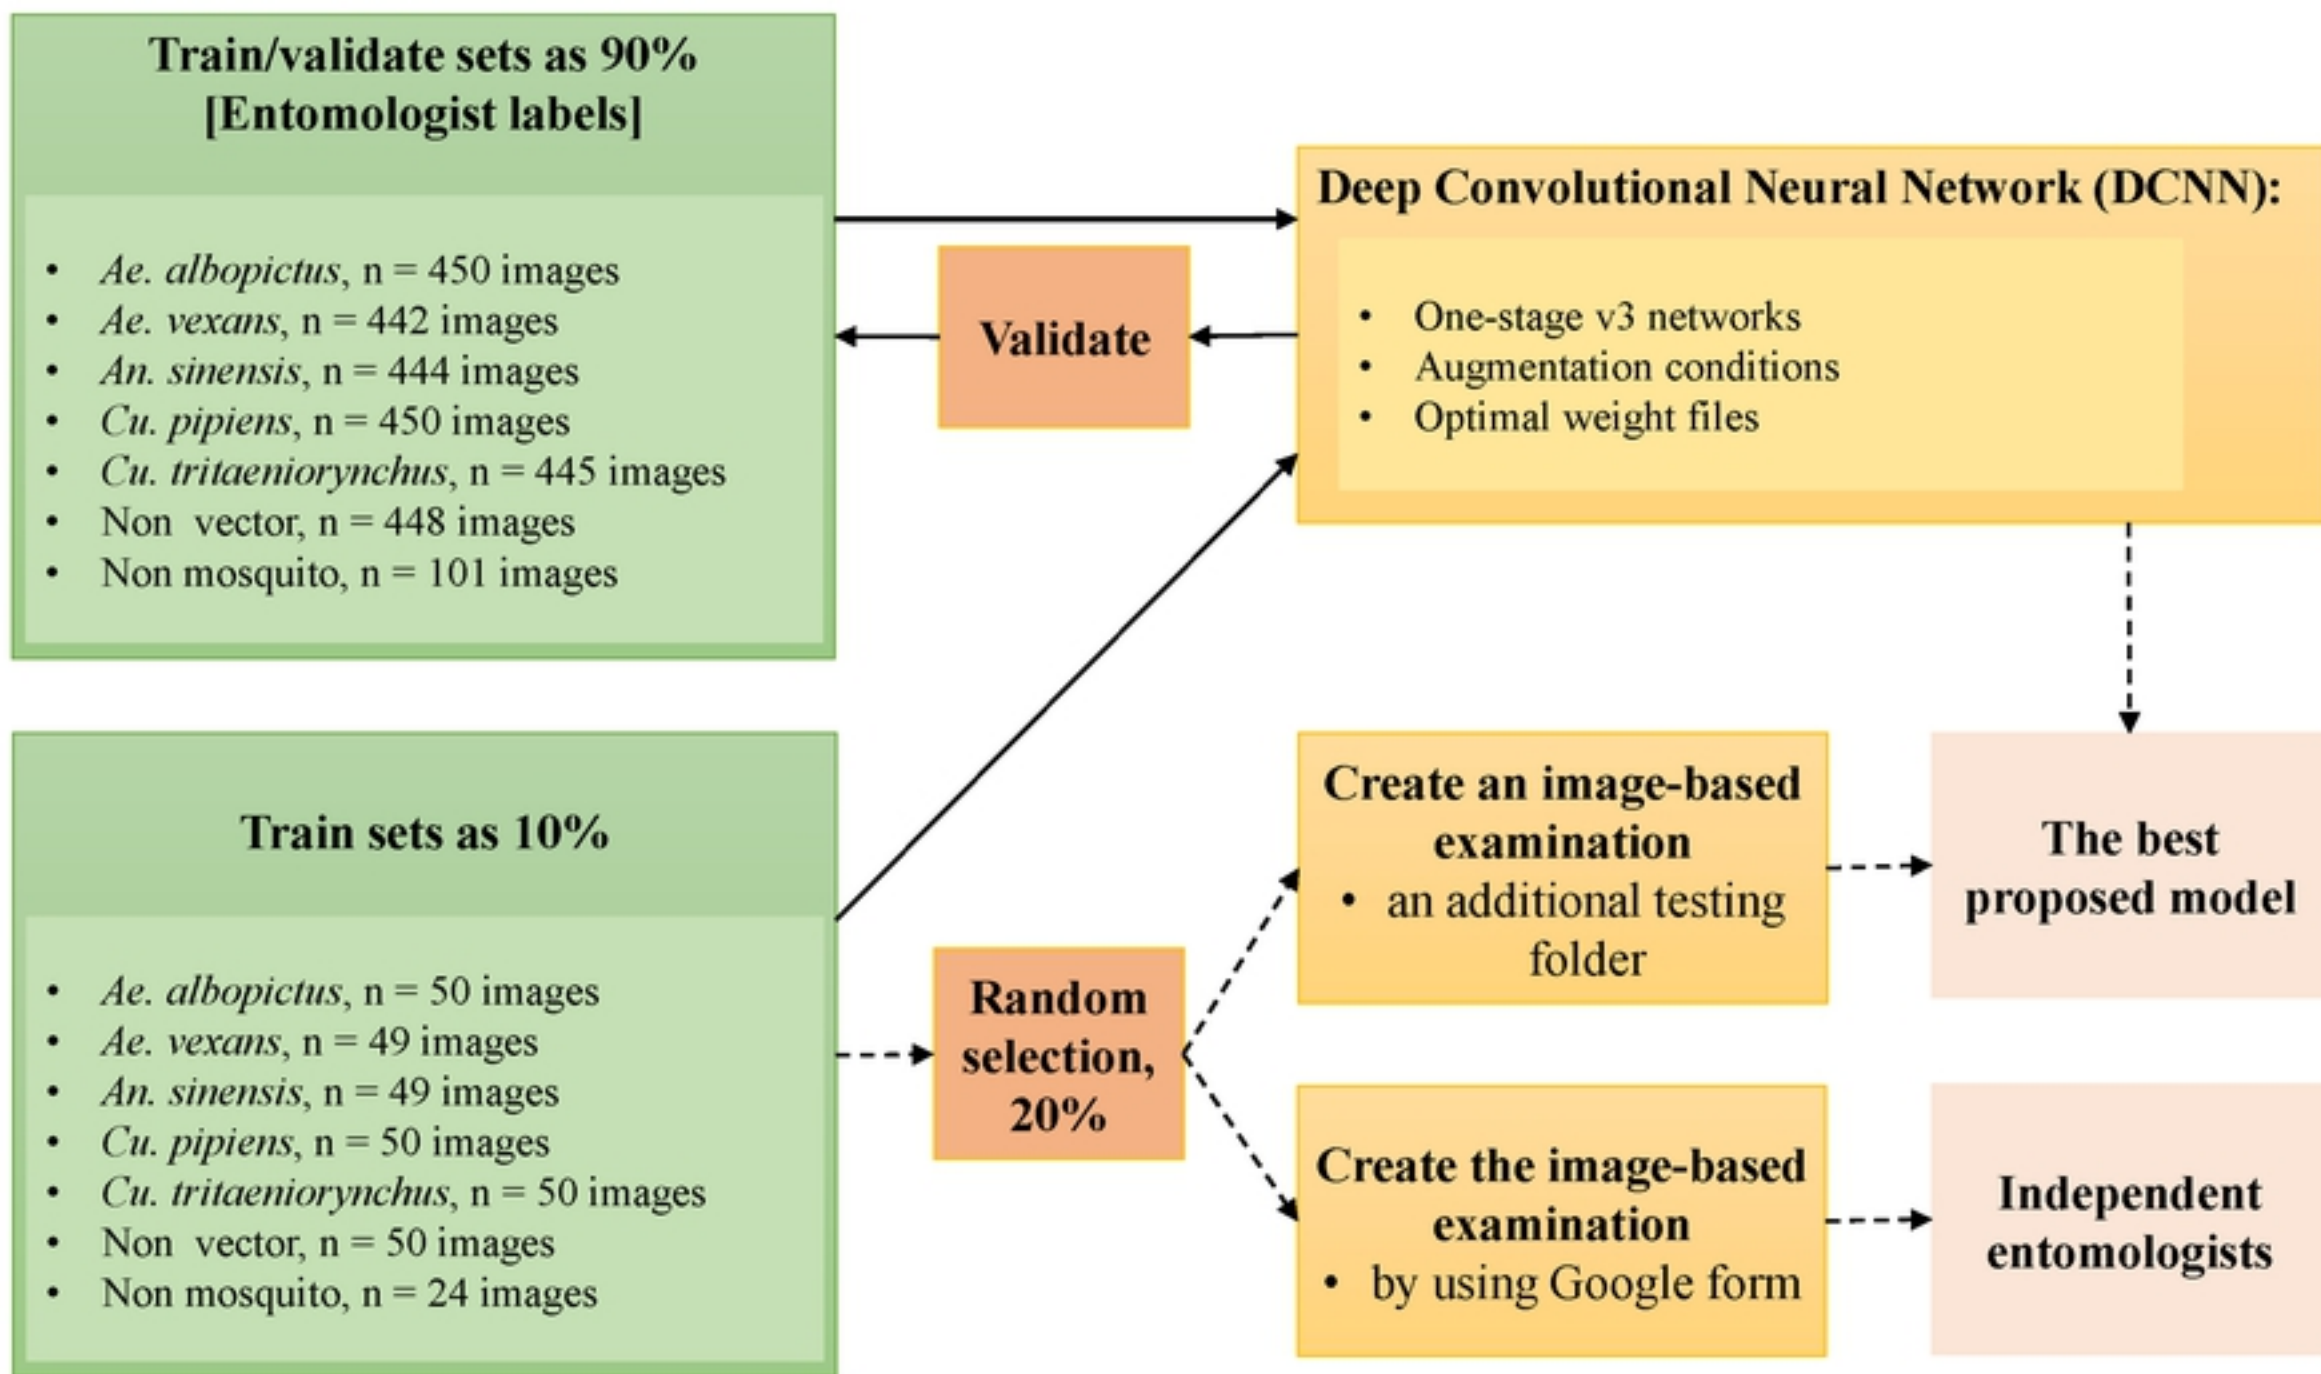 Train/validate sets as 90%
[Entomologist labels]
• Ae. albopictus, n = 450 images
• Ae. vexans, n = 442 images
• An. sinensis, n = 444 images
• Cu. pipiens, n = 450 images
• Cu. tritaeniorynchus, n = 445 images
• Non vector, n = 448 images
• Non mosquito, n = 101 images
Validate
Deep Convolutional Neural Network (DCNN):
• One-stage v3 networks
• Augmentation conditions
• Optimal weight files
Train sets as 10%
• Ae. albopictus, n = 50 images
• Ae. vexans, n = 49 images
• An. sinensis, n = 49 images
• Cu. pipiens, n = 50 images
• Cu. tritaeniorynchus, n = 50 images
• Non vector, n = 50 images
• Non mosquito, n = 24 images
Random
selection,
20%
Create an image-based
examination
• an additional testing
folder
The best
proposed model
Create the image-based
examination
• by using Google form
Independent
entomologists